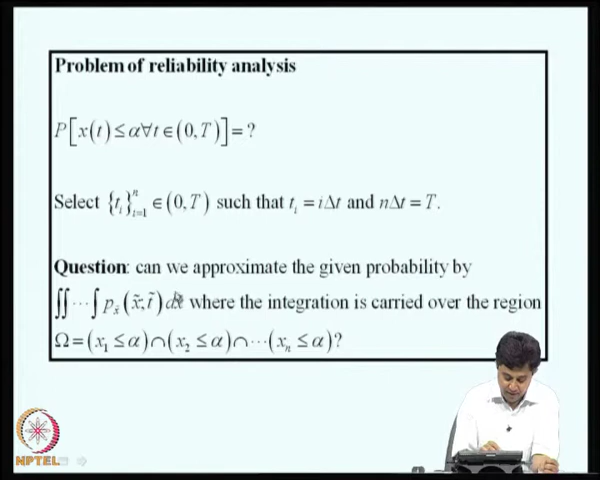 Problem of reliability analysis
P[x(t) ≤ α∀t ∈ (0,T)] = ?
Select {t_i}_{i=1}^n ∈ (0,T) such that t_i = iΔt and nΔt = T.
Question: can we approximate the given probability by
∬⋯∫ p_x̃(x̃; t̃)dx̃ where the integration is carried over the region
Ω = (x_1 ≤ α)∩(x_2 ≤ α)∩⋯(x_n ≤ α)?
NPTEL